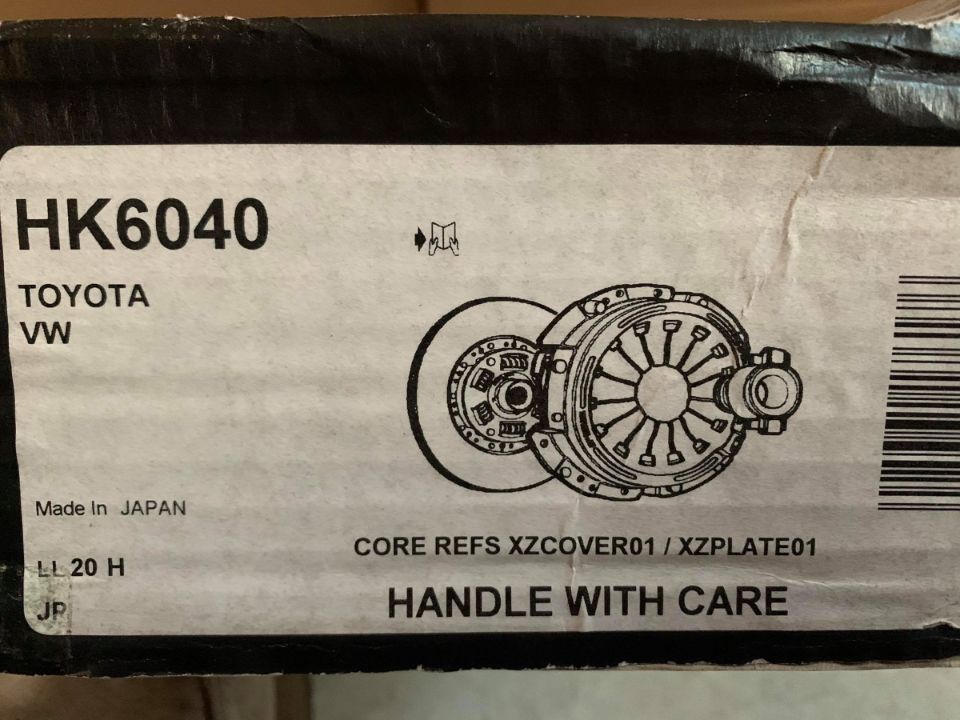 HK6040
TOYOTA
VW
Made In JAPAN
LL 20 H
JP
CORE REFS XZCOVER01 / XZPLATE01
HANDLE WITH CARE